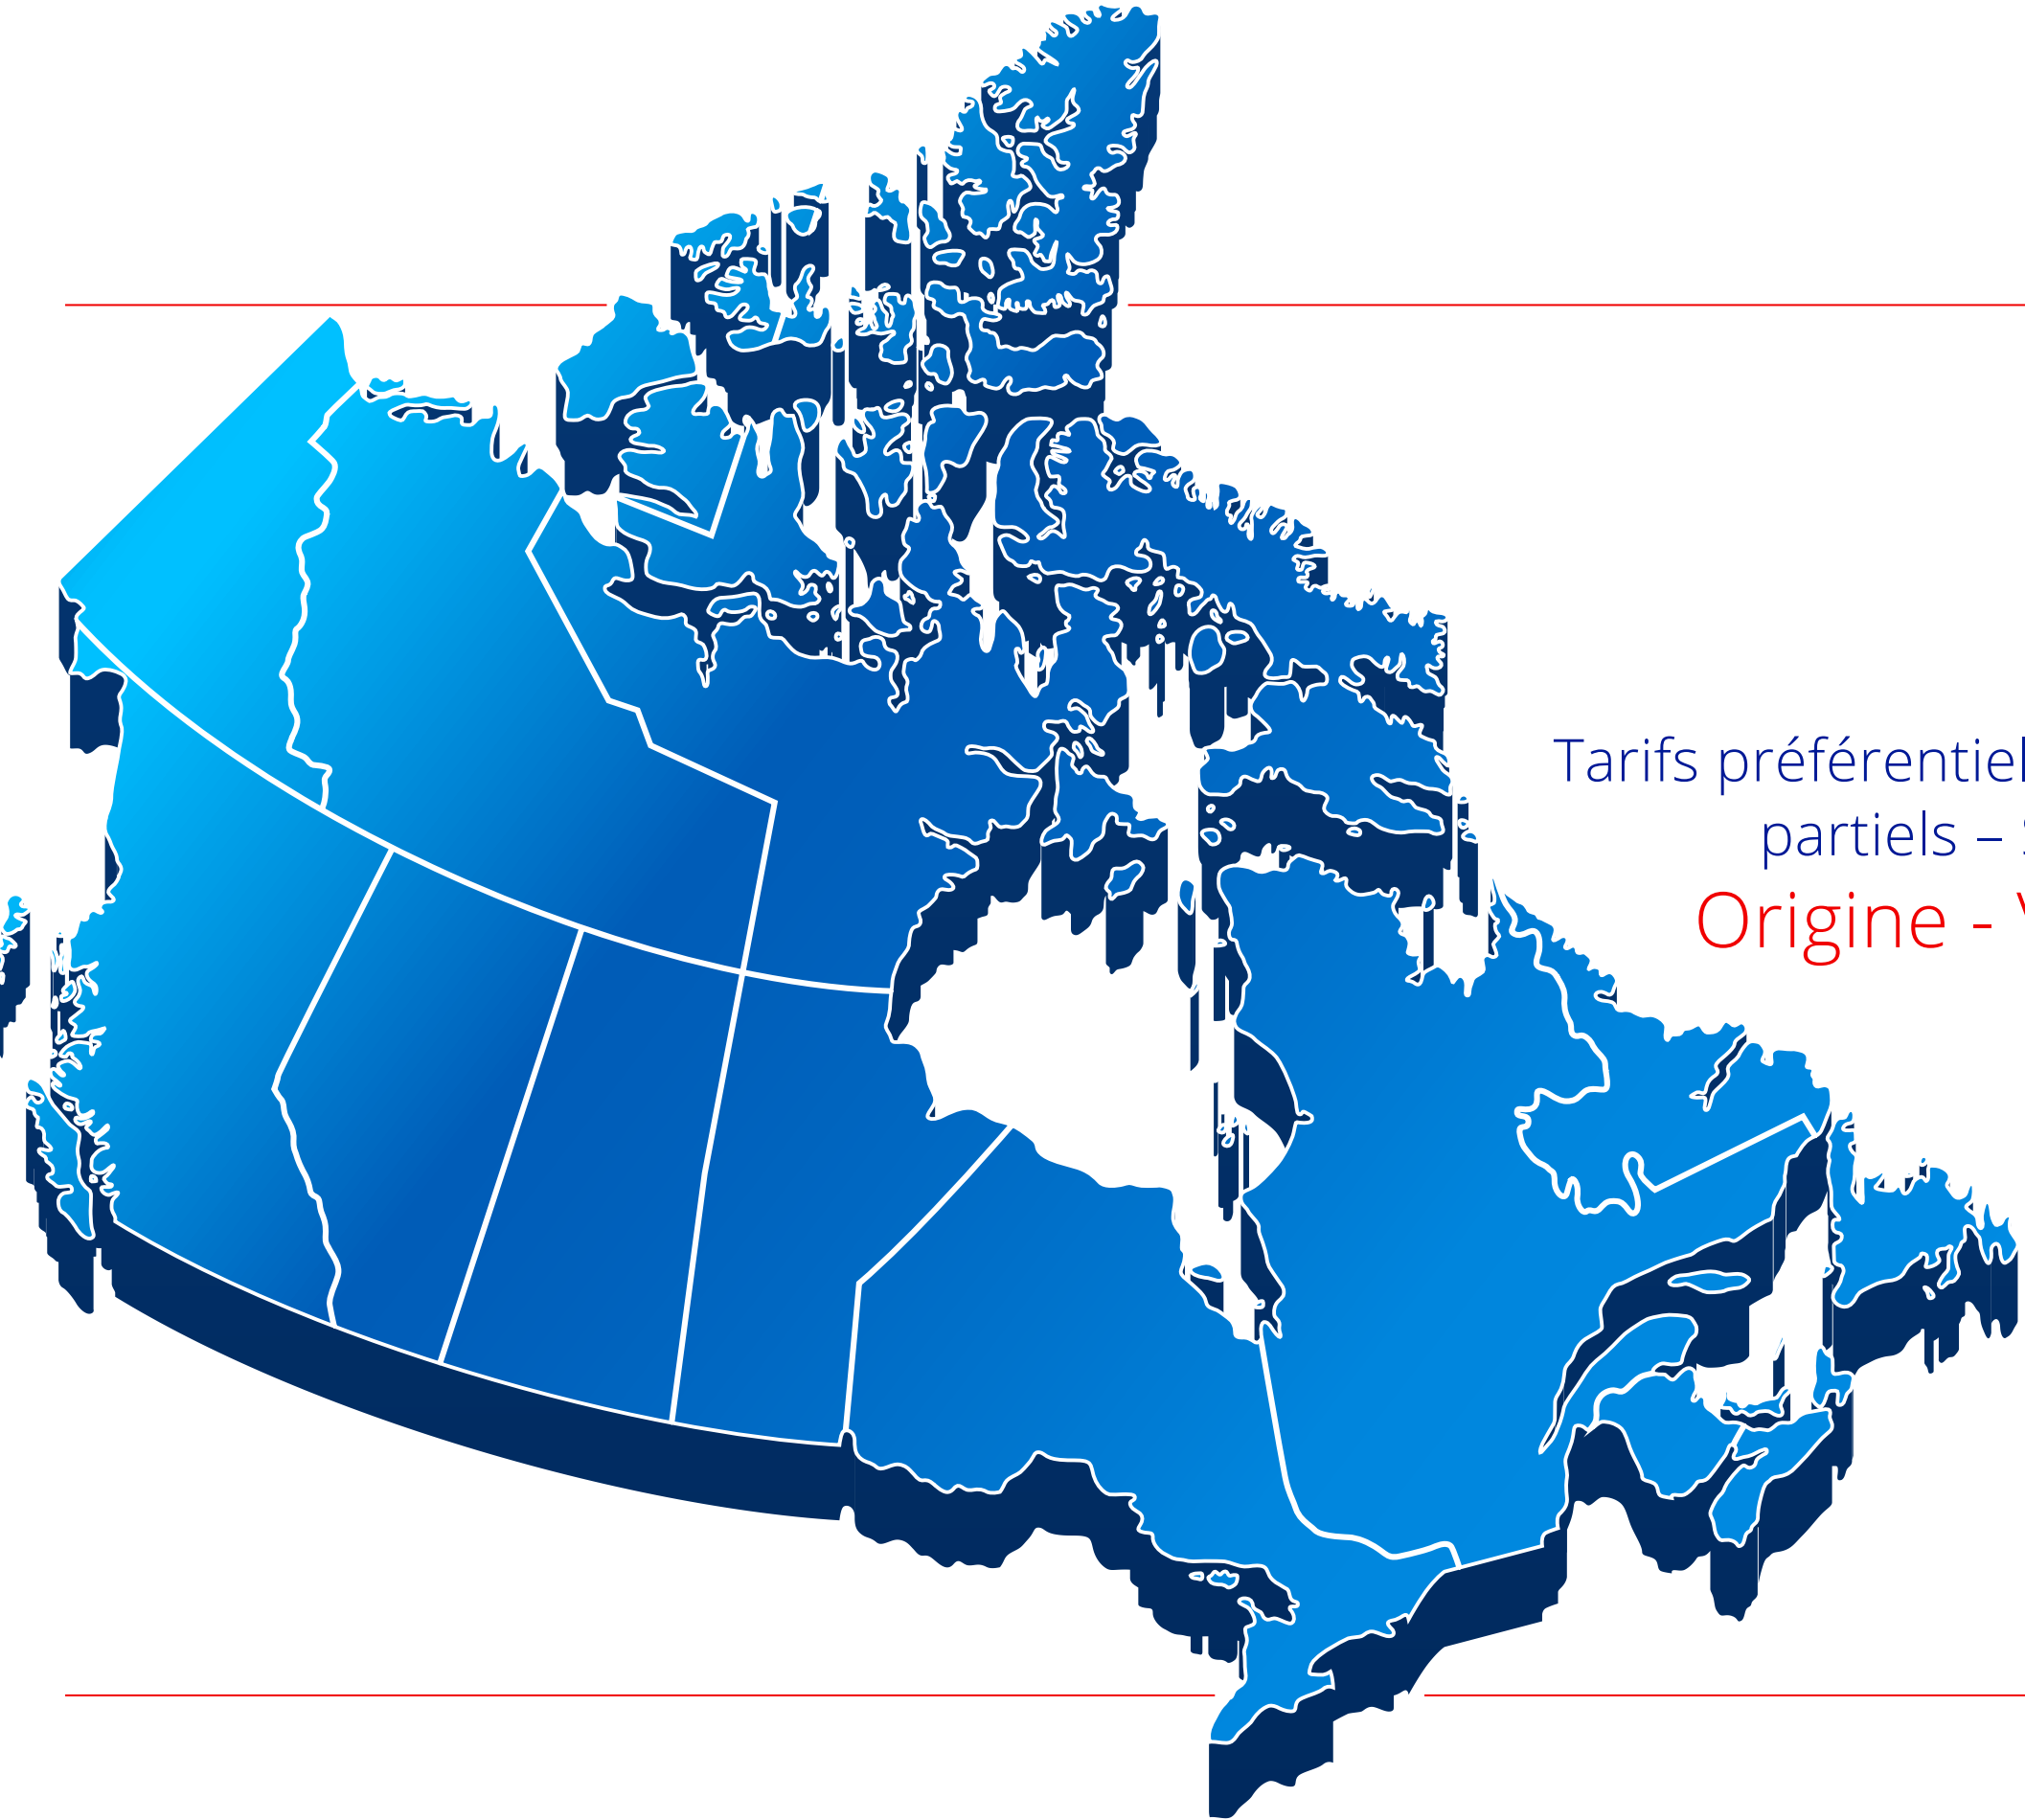 Tarifs préférentiel
partiels –
Origine -